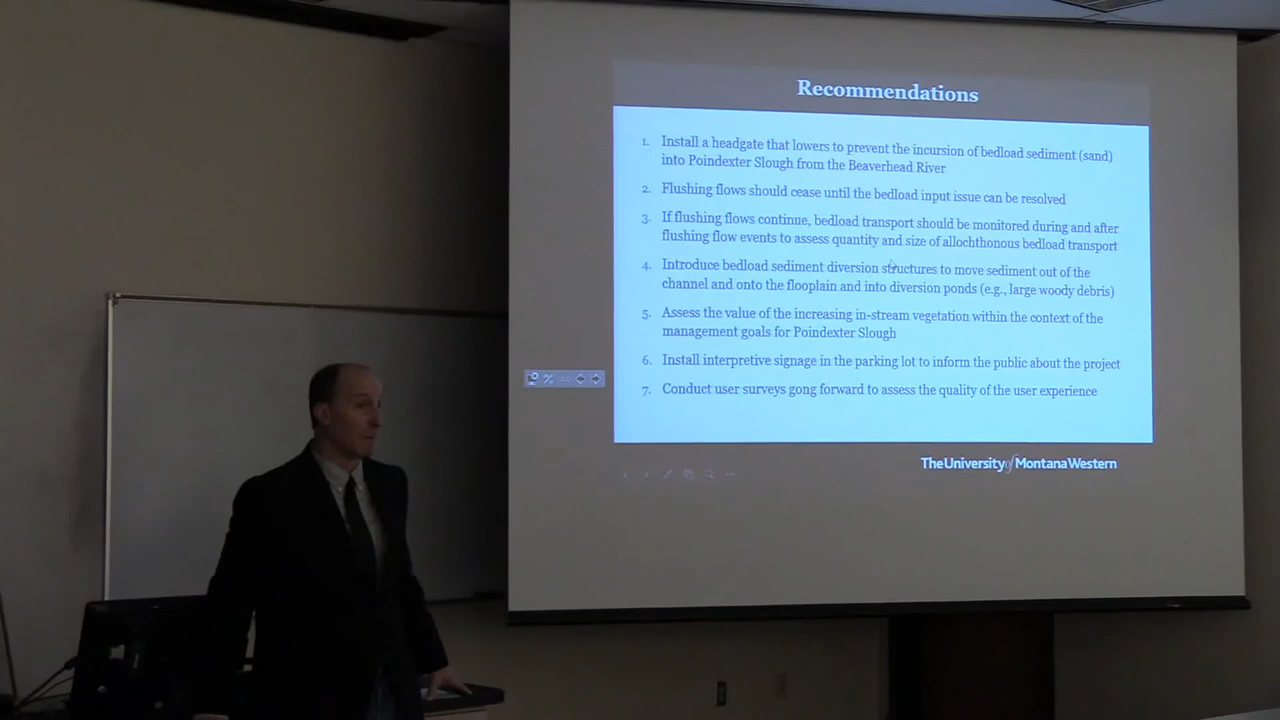 Recommendations
1. Install a headgate that lowers to prevent the incursion of bedload sediment (sand)
into Poindexter Slough from the Beaverhead River
2. Flushing flows should cease until the bedload input issue can be resolved
3. If flushing flows continue, bedload transport should be monitored during and after
flushing flow events to assess quantity and size of allochthonous bedload transport
4. Introduce bedload sediment diversion structures to move sediment out of the
channel and onto the flooplain and into diversion ponds (e.g., large woody debris)
5. Assess the value of the increasing in-stream vegetation within the context of the
management goals for Poindexter Slough
6. Install interpretive signage in the parking lot to inform the public about the project
7. Conduct user surveys gong forward to assess the quality of the user experience
The University of Montana Western